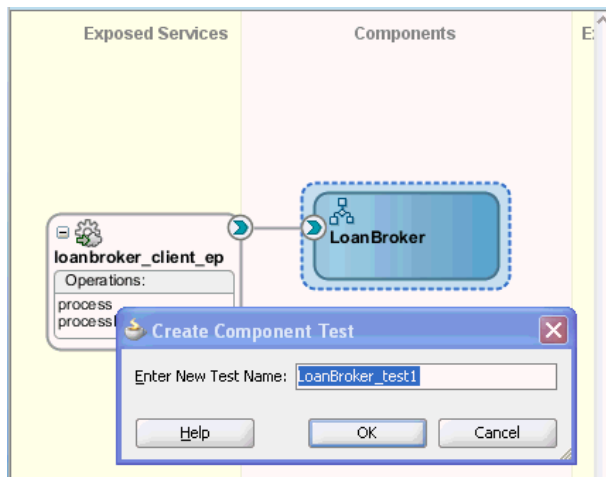 Exposed Services
Components
LoanBroker
loanbroker_client_ep
Operations:
process
Create Component Test
Enter New Test Name: LoanBroker_test1
Help
OK
Cancel